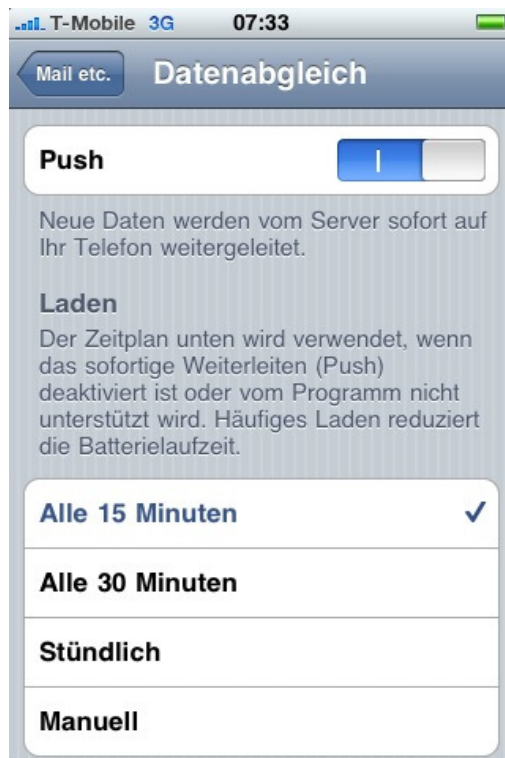 T-Mobile 3G 07:33
Mail etc. Datenabgleich
Push
Neue Daten werden vom Server sofort auf
Ihr Telefon weitergeleitet.
Laden
Der Zeitplan unten wird verwendet, wenn
das sofortige Weiterleiten (Push)
deaktiviert ist oder vom Programm nicht
unterstützt wird. Häufiges Laden reduziert
die Batterielaufzeit.
Alle 15 Minuten
Alle 30 Minuten
Stündlich
Manuell